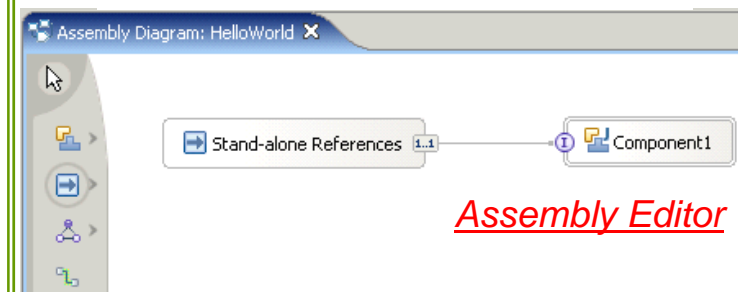 Assembly Diagram: HelloWorld
Stand-alone References 1..1
I Component1
Assembly Editor